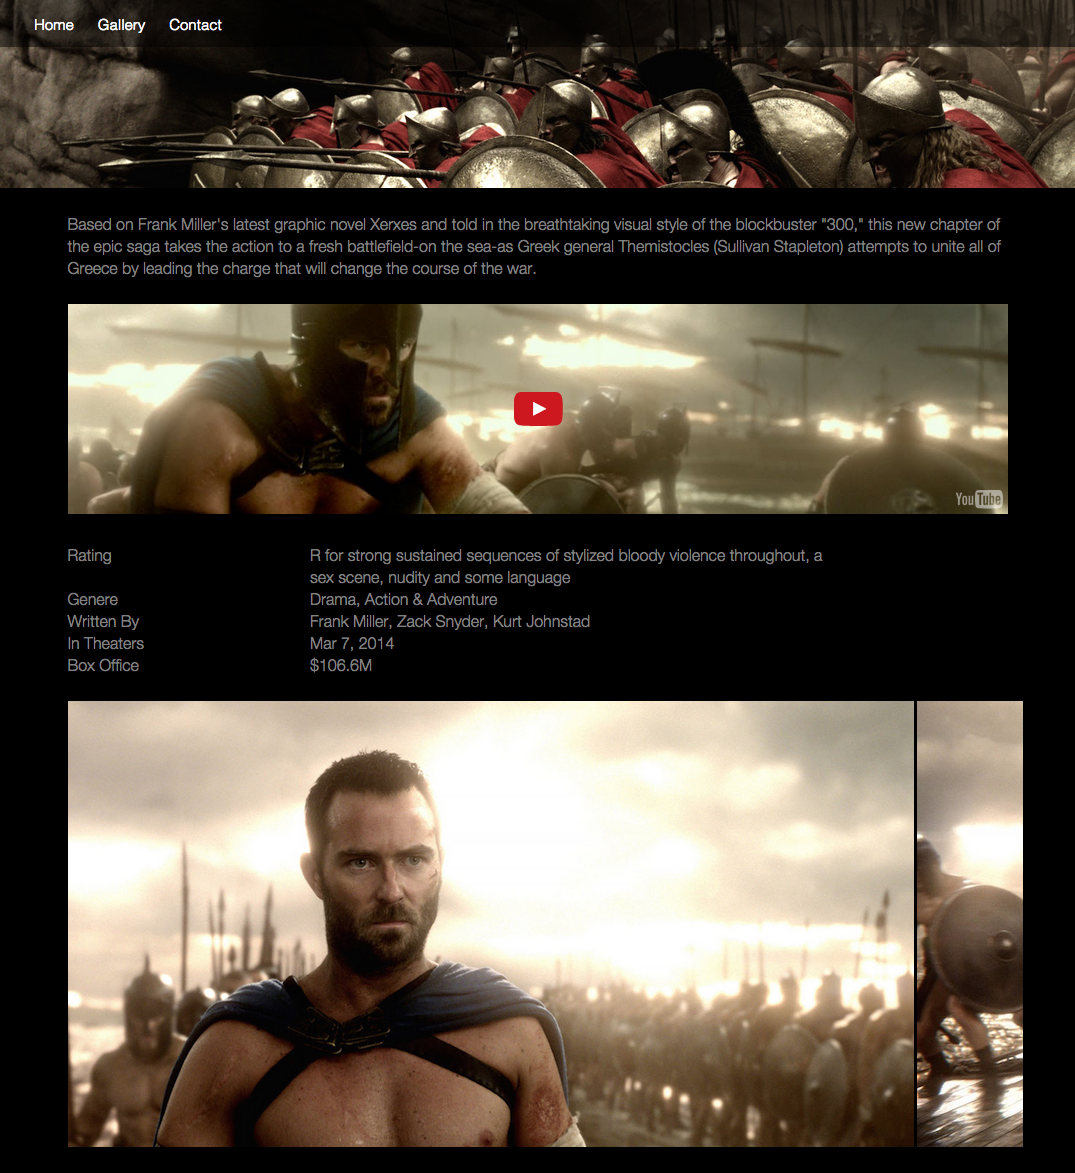 Home Gallery Contact
Based on Frank Miller's latest graphic novel Xerxes and told in the breathtaking visual style of the blockbuster "300," this new chapter of
the epic saga takes the action to a fresh battlefield-on the sea-as Greek general Themistocles (Sullivan Stapleton) attempts to unite all of
Greece by leading the charge that will change the course of the war.
YouTube
Rating R for strong sustained sequences of stylized bloody violence throughout, a
sex scene, nudity and some language
Genere Drama, Action & Adventure
Written By Frank Miller, Zack Snyder, Kurt Johnstad
In Theaters Mar 7, 2014
Box Office $106.6M